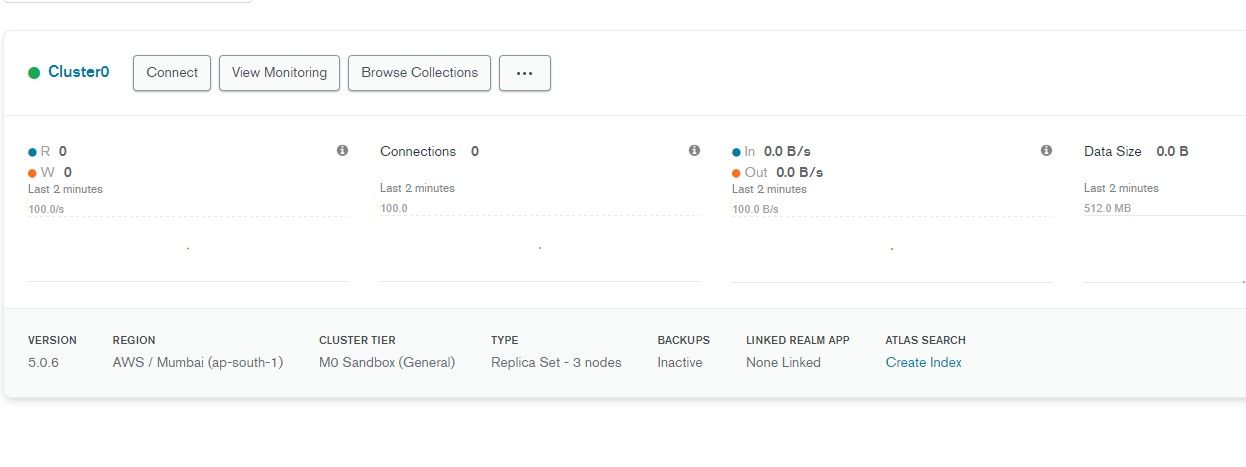 Cluster0 Connect View Monitoring Browse Collections ...
R 0
W 0
Last 2 minutes
100.0/s
Connections 0
Last 2 minutes
100.0
In 0.0 B/s
Out 0.0 B/s
Last 2 minutes
100.0 B/s
Data Size 0.0 B
Last 2 minutes
512.0 MB
VERSION
5.0.6
REGION
AWS / Mumbai (ap-south-1)
CLUSTER TIER
M0 Sandbox (General)
TYPE
Replica Set - 3 nodes
BACKUPS
Inactive
LINKED REALM APP
None Linked
ATLAS SEARCH
Create Index